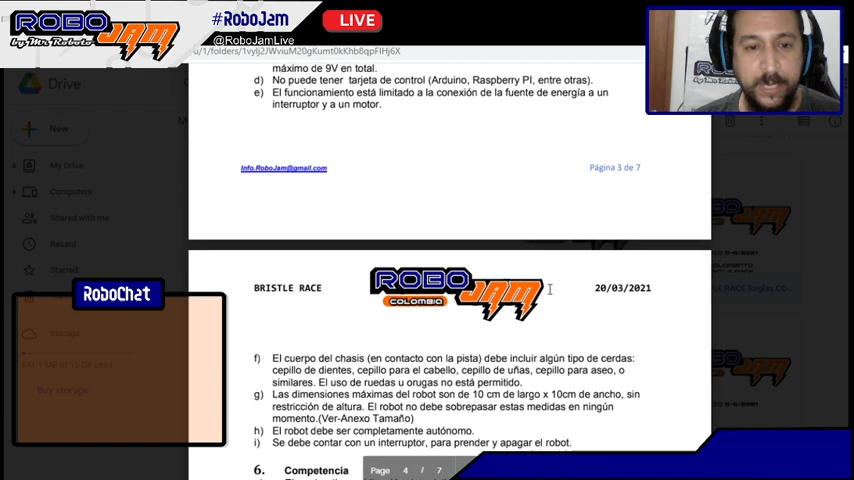 ROBO JAM
by Mr Roboto
#RoboJam
LIVE
@RoboJamLive
u/1/folders/1vyIj2JWviuM20gKumt0kKhb8qpFIHj6X
Drive
New
My Drive
Computers
Shared with me
Recent
Starred
Storage
Buy storage
RoboChat
máximo de 9V en total.
d) No puede tener tarjeta de control (Arduino, Raspberry PI, entre otras).
e) El funcionamiento está limitado a la conexión de la fuente de energía a un
interruptor y a un motor.
Info.RoboJam@gmail.com
Página 3 de 7
BRISTLE RACE
ROBO JAM
COLOMBIA
20/03/2021
f) El cuerpo del chasis (en contacto con la pista) debe incluir algún tipo de cerdas:
cepillo de dientes, cepillo para el cabello, cepillo de uñas, cepillo para aseo, o
similares. El uso de ruedas u orugas no está permitido.
g) Las dimensiones máximas del robot son de 10 cm de largo x 10cm de ancho, sin
restricción de altura. El robot no debe sobrepasar estas medidas en ningún
momento.(Ver-Anexo Tamaño)
h) El robot debe ser completamente autónomo.
i) Se debe contar con un interruptor, para prender y apagar el robot.
6. Competencia
Page 4 / 7
LE RACE Reglas CO...